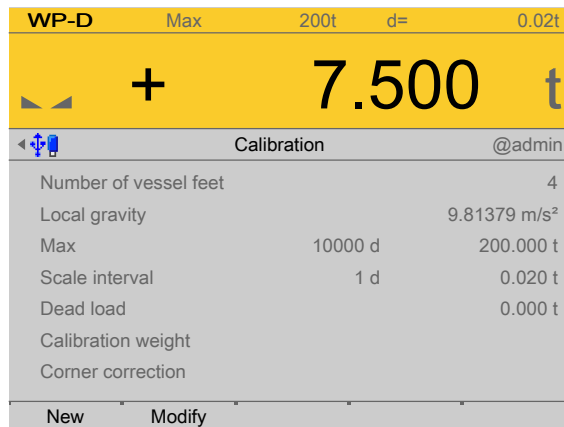 WP-D Max 200t d= 0.02t
+ 7.500 t
Calibration @admin
Number of vessel feet 4
Local gravity 9.81379 m/s²
Max 10000 d 200.000 t
Scale interval 1 d 0.020 t
Dead load 0.000 t
Calibration weight
Corner correction
New Modify